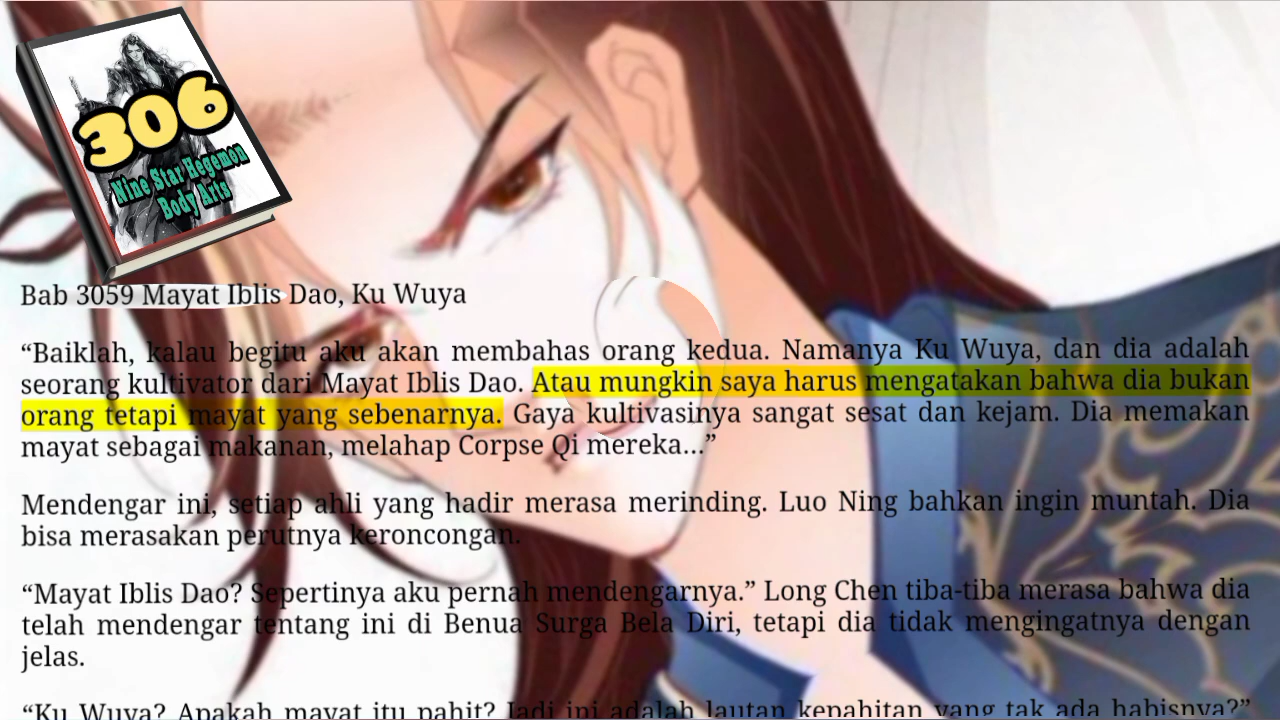 306
Nine Star Hegemon
Body Arts
Bab 3059 Mayat Iblis Dao, Ku Wuya
“Baiklah, kalau begitu aku akan membahas orang kedua. Namanya Ku Wuya, dan dia adalah
seorang kultivator dari Mayat Iblis Dao. Atau mungkin saya harus mengatakan bahwa dia bukan
orang tetapi mayat yang sebenarnya. Gaya kultivasinya sangat sesat dan kejam. Dia memakan
mayat sebagai makanan, melahap Corpse Qi mereka...”
Mendengar ini, setiap ahli yang hadir merasa merinding. Luo Ning bahkan ingin muntah. Dia
bisa merasakan perutnya keroncongan.
“Mayat Iblis Dao? Sepertinya aku pernah mendengarnya.” Long Chen tiba-tiba merasa bahwa dia
telah mendengar tentang ini di Benua Surga Bela Diri, tetapi dia tidak mengingatnya dengan
jelas.
“Ku Wuya? Apakah mayat itu pahit? Jadi ini adalah lautan kepahitan yang tak ada habisnya?”